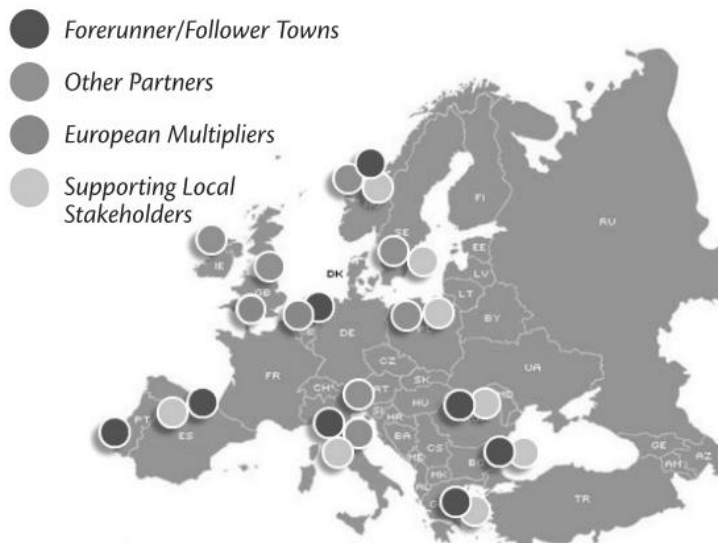 Forerunner/Follower Towns
Other Partners
European Multipliers
Supporting Local
Stakeholders
FI
RU
SE
EE
IE
DK
LV
GB
LT
BY
DE
CZ
UA
FR
SK
CH
AT
HU
MD
SI
HR
PT
ES
BA
CS
BG
GE
MK
AM
AZ
TR